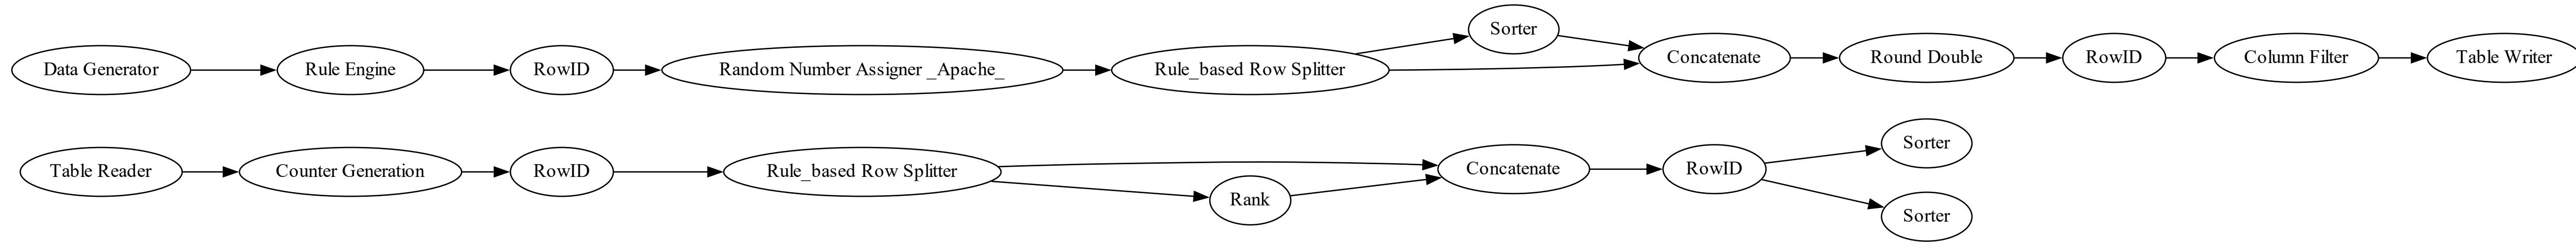 Data Generator
Rule Engine
RowID
Random Number Assigner _Apache_
Rule_based Row Splitter
Sorter
Concatenate
Round Double
RowID
Column Filter
Table Writer
Table Reader
Counter Generation
RowID
Rule_based Row Splitter
Rank
Concatenate
RowID
Sorter
Sorter